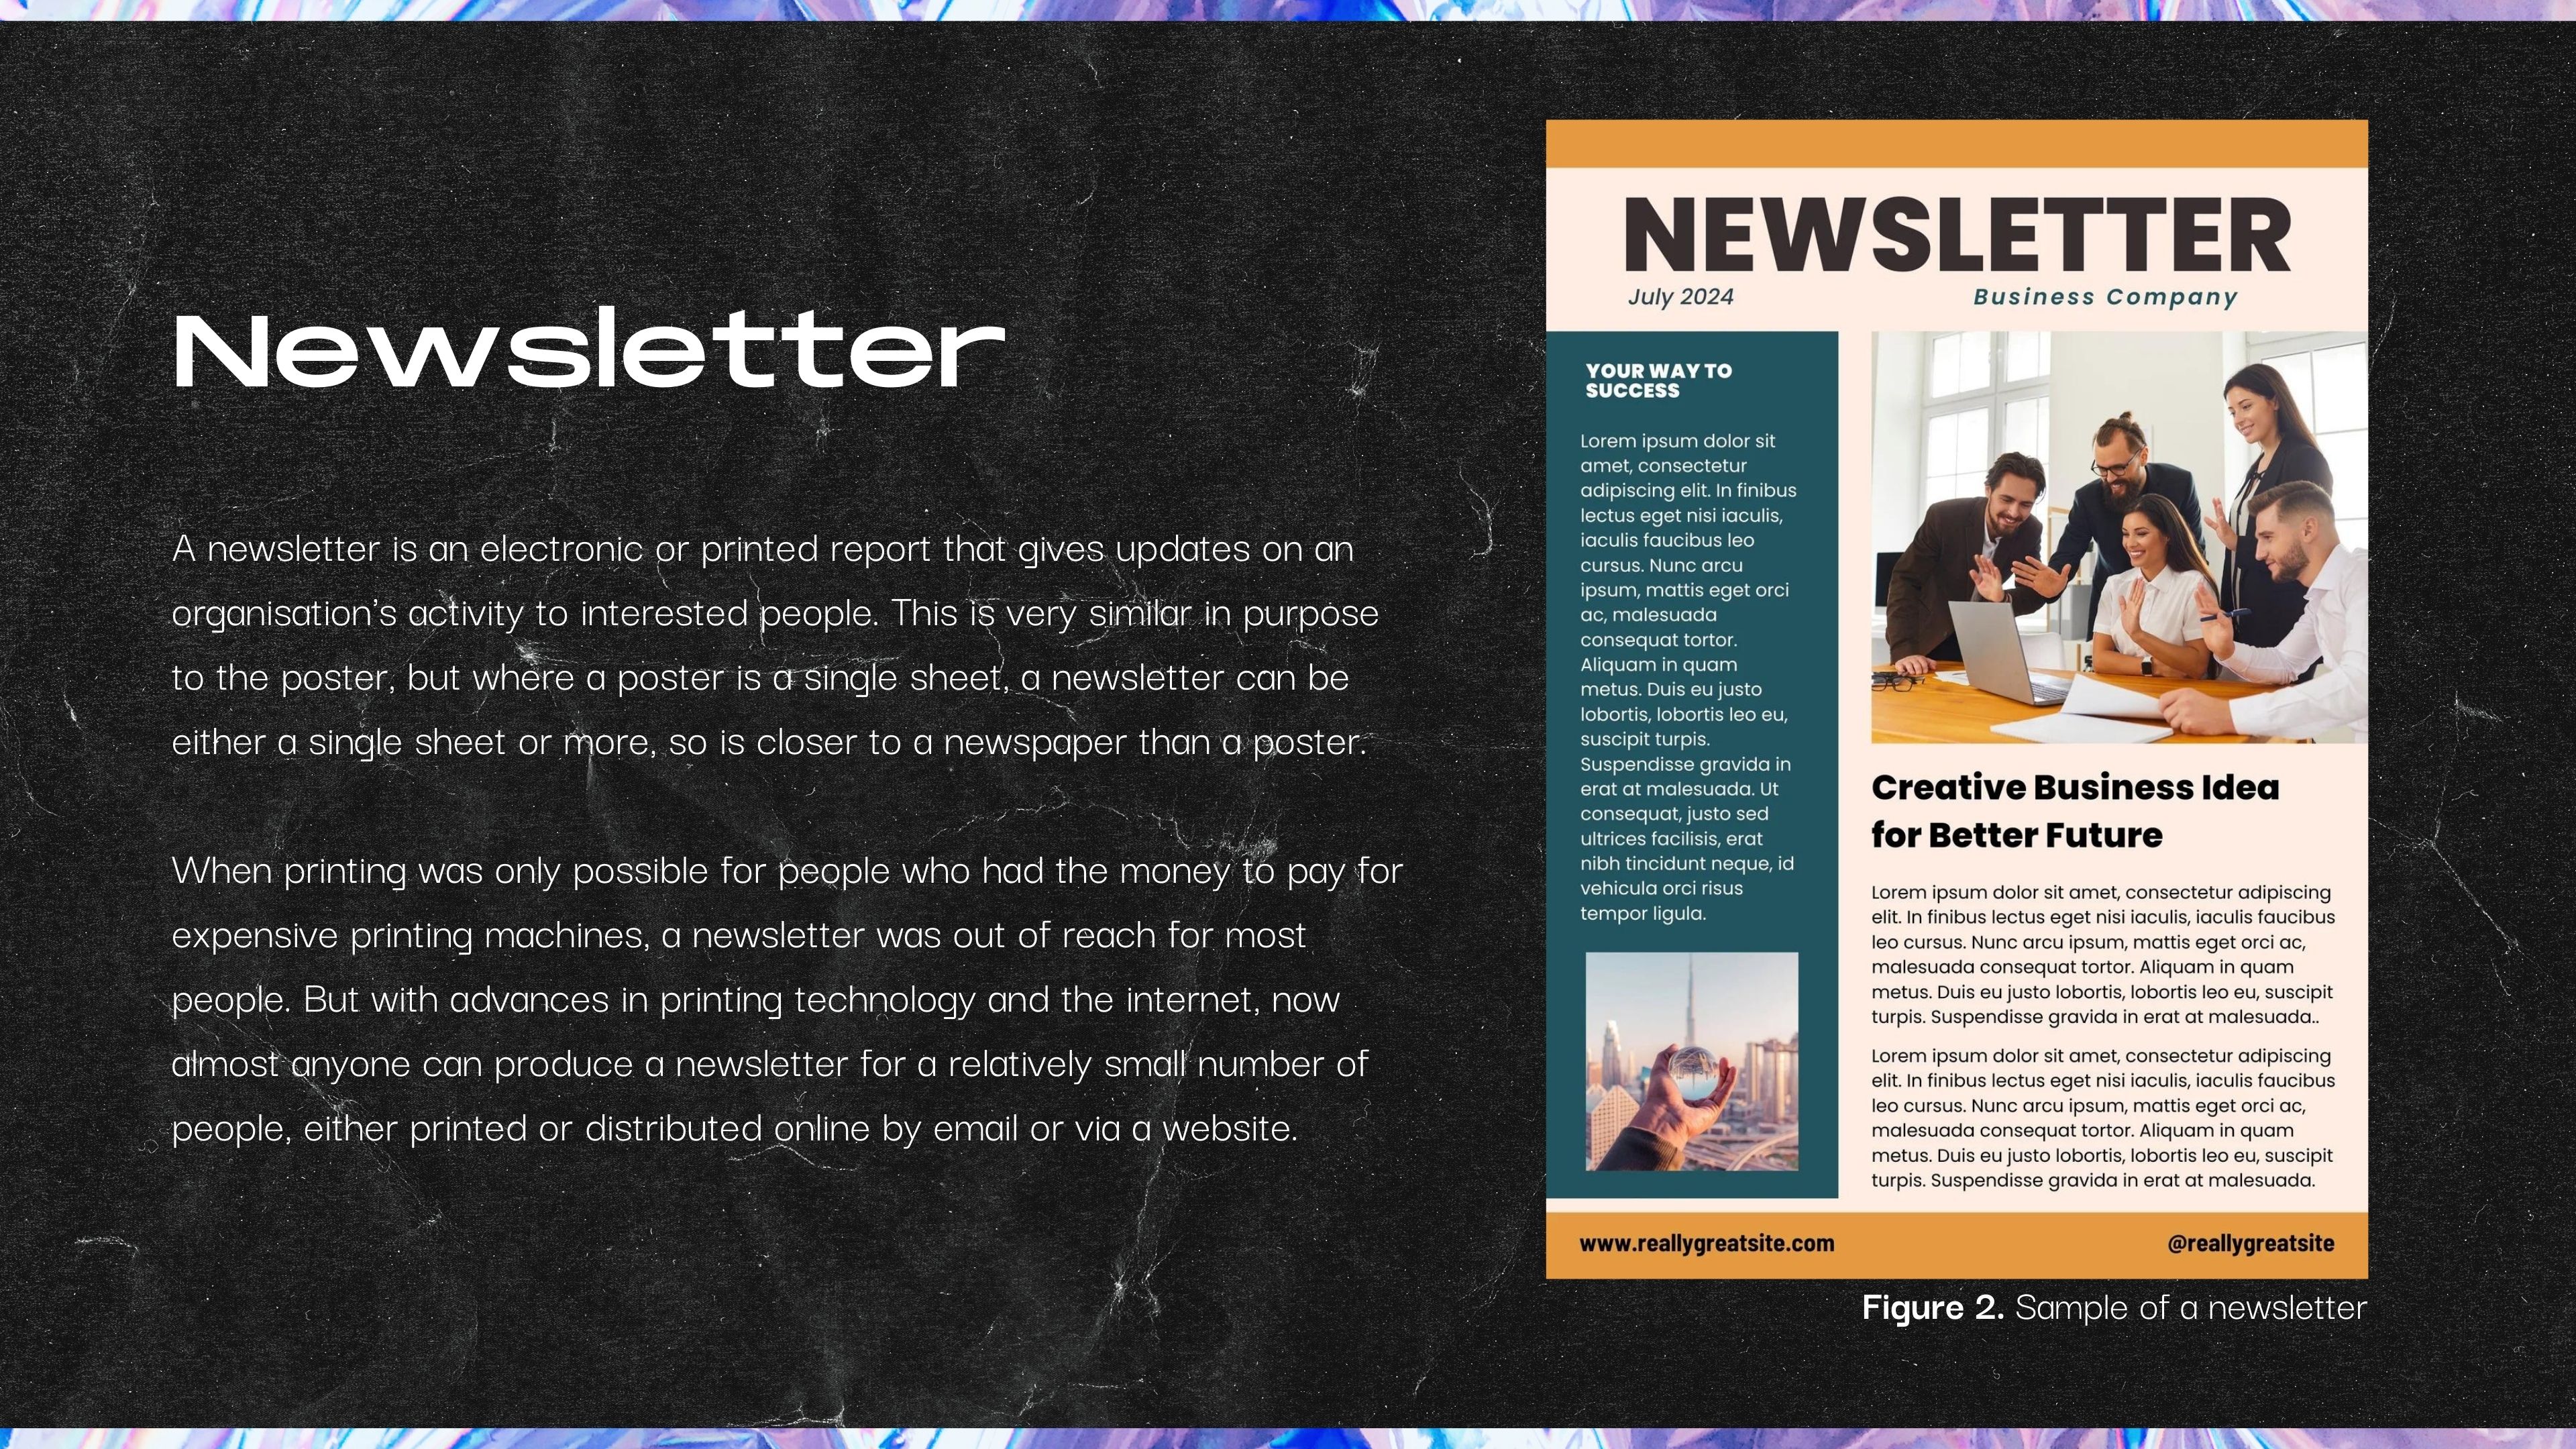 Newsletter
A newsletter is an electronic or printed report that gives updates on an
organisation's activity to interested people. This is very similar in purpose
to the poster, but where a poster is a single sheet, a newsletter can be
either a single sheet or more, so is closer to a newspaper than a poster.
When printing was only possible for people who had the money to pay for
expensive printing machines, a newsletter was out of reach for most
people. But with advances in printing technology and the internet, now
almost anyone can produce a newsletter for a relatively small number of
people, either printed or distributed online by email or via a website.
NEWSLETTER
July 2024
Business Company
YOUR WAY TO
SUCCESS
Lorem ipsum dolor sit
amet, consectetur
adipiscing elit. In finibus
lectus eget nisi iaculis,
iaculis faucibus leo
cursus. Nunc arcu
ipsum, mattis eget orci
ac, malesuada
consequat tortor.
Aliquam in quam
metus. Duis eu justo
lobortis, lobortis leo eu,
suscipit turpis.
Suspendisse gravida in
erat at malesuada. Ut
consequat, justo sed
ultrices facilisis, erat
nibh tincidunt neque, id
vehicula orci risus
tempor ligula.
Creative Business Idea
for Better Future
Lorem ipsum dolor sit amet, consectetur adipiscing
elit. In finibus lectus eget nisi iaculis, iaculis faucibus
leo cursus. Nunc arcu ipsum, mattis eget orci ac,
malesuada consequat tortor. Aliquam in quam
metus. Duis eu justo lobortis, lobortis leo eu, suscipit
turpis. Suspendisse gravida in erat at malesuada..
Lorem ipsum dolor sit amet, consectetur adipiscing
elit. In finibus lectus eget nisi iaculis, iaculis faucibus
leo cursus. Nunc arcu ipsum, mattis eget orci ac,
malesuada consequat tortor. Aliquam in quam
metus. Duis eu justo lobortis, lobortis leo eu, suscipit
turpis. Suspendisse gravida in erat at malesuada.
www.reallygreatsite.com
@reallygreatsite
Figure 2. Sample of a newsletter